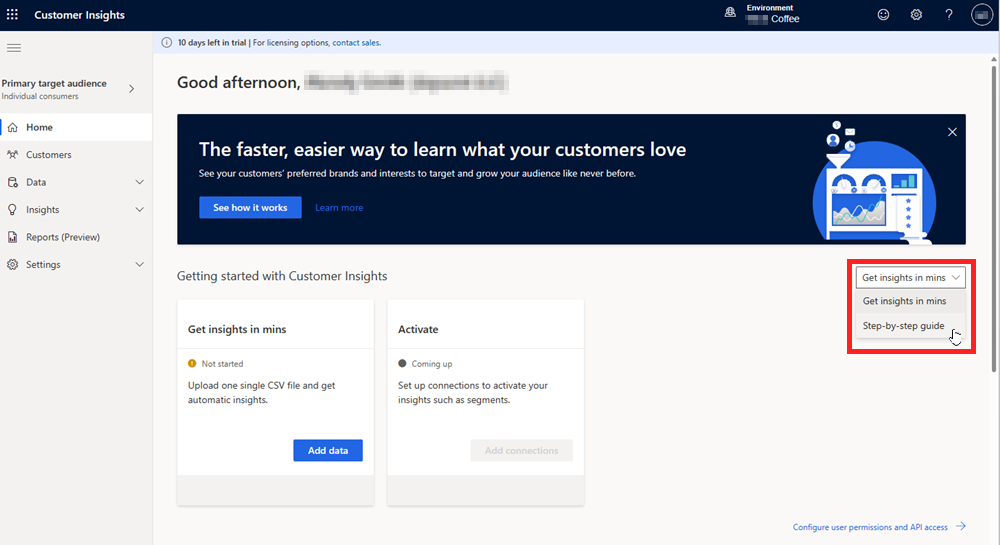 Customer Insights
Environment
Coffee
10 days left in trial | For licensing options, contact sales.
Primary target audience
Individual consumers
Home
Customers
Data
Insights
Reports (Preview)
Settings
Good afternoon,
The faster, easier way to learn what your customers love
See your customers' preferred brands and interests to target and grow your audience like never before.
See how it works
Learn more
Getting started with Customer Insights
Get insights in mins
Get insights in mins
Step-by-step guide
Get insights in mins
Not started
Upload one single CSV file and get
automatic insights.
Add data
Activate
Coming up
Set up connections to activate your
insights such as segments.
Add connections
Configure user permissions and API access